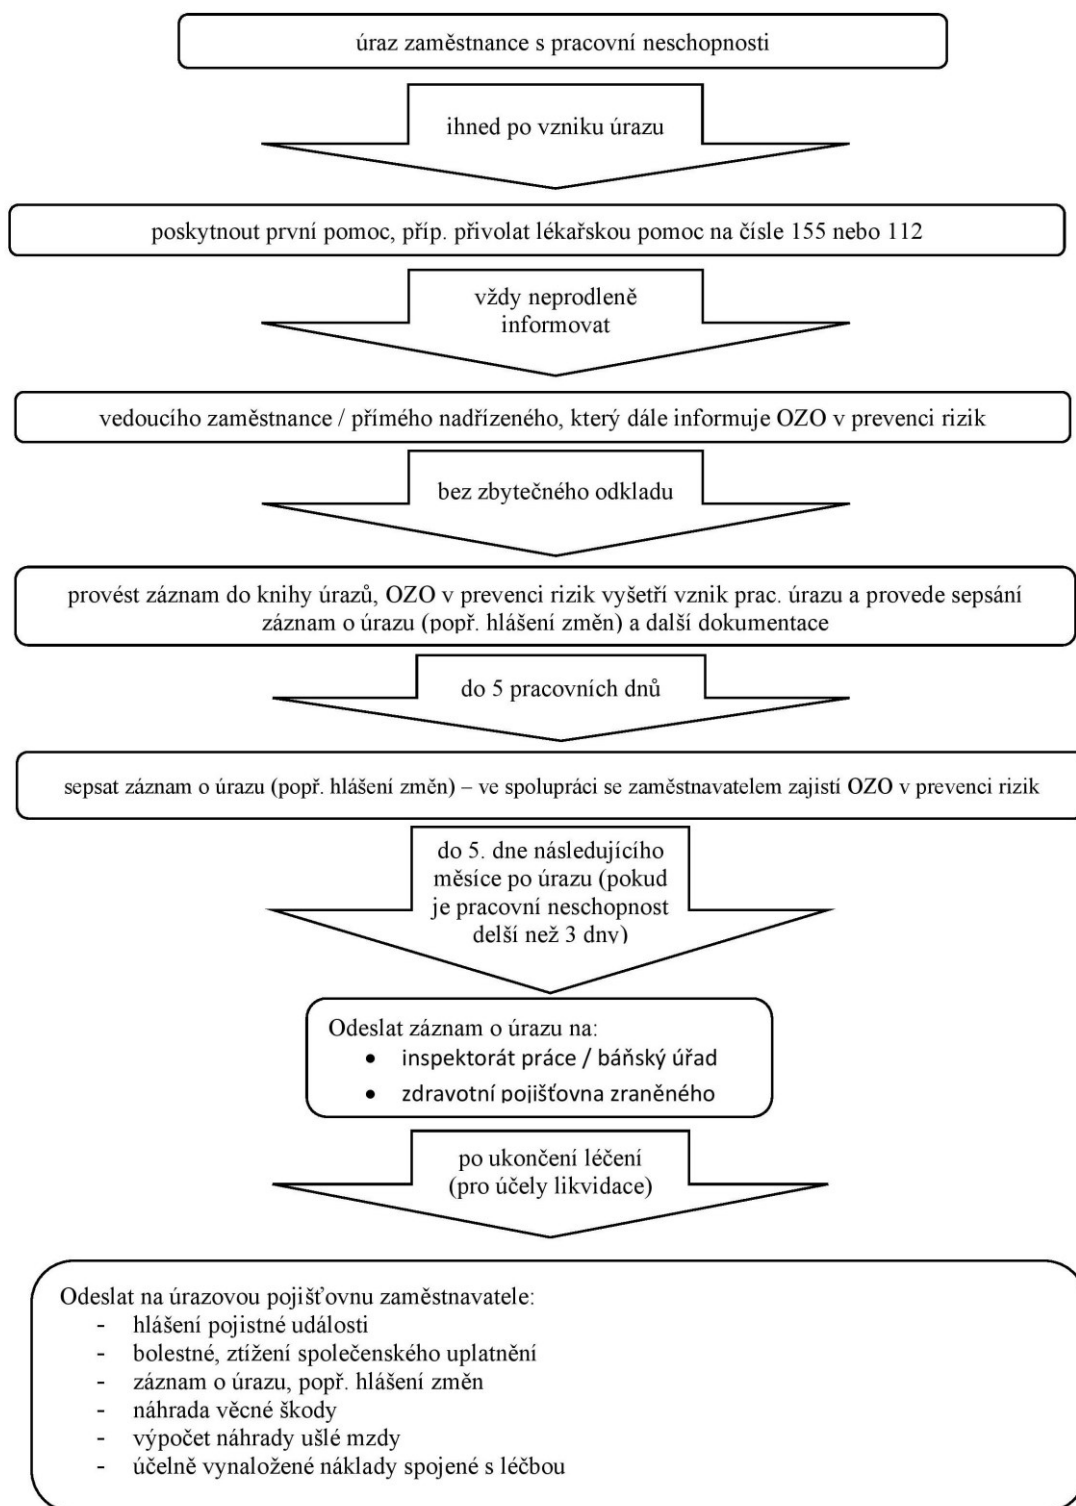 úraz zaměstnance s pracovní neschopnosti
ihned po vzniku úrazu
poskytnout první pomoc, příp. přivolat lékařskou pomoc na čísle 155 nebo 112
vždy neprodleně
informovat
vedoucího zaměstnance / přímého nadřízeného, který dále informuje OZO v prevenci rizik
bez zbytečného odkladu
provést záznam do knihy úrazů, OZO v prevenci rizik vyšetří vznik prac. úrazu a provede sepsání
záznam o úrazu (popř. hlášení změn) a další dokumentace
do 5 pracovních dnů
sepsat záznam o úrazu (popř. hlášení změn) – ve spolupráci se zaměstnavatelem zajistí OZO v prevenci rizik
do 5. dne následujícího
měsíce po úrazu (pokud
je pracovní neschopnost
delší než 3 dny)
Odeslat záznam o úrazu na:
• inspektorát práce / báňský úřad
• zdravotní pojišťovna zraněného
po ukončení léčení
(pro účely likvidace)
Odeslat na úrazovou pojišťovnu zaměstnavatele:
- hlášení pojistné události
- bolestné, ztížení společenského uplatnění
- záznam o úrazu, popř. hlášení změn
- náhrada věcné škody
- výpočet náhrady ušlé mzdy
- účelně vynaložené náklady spojené s léčbou